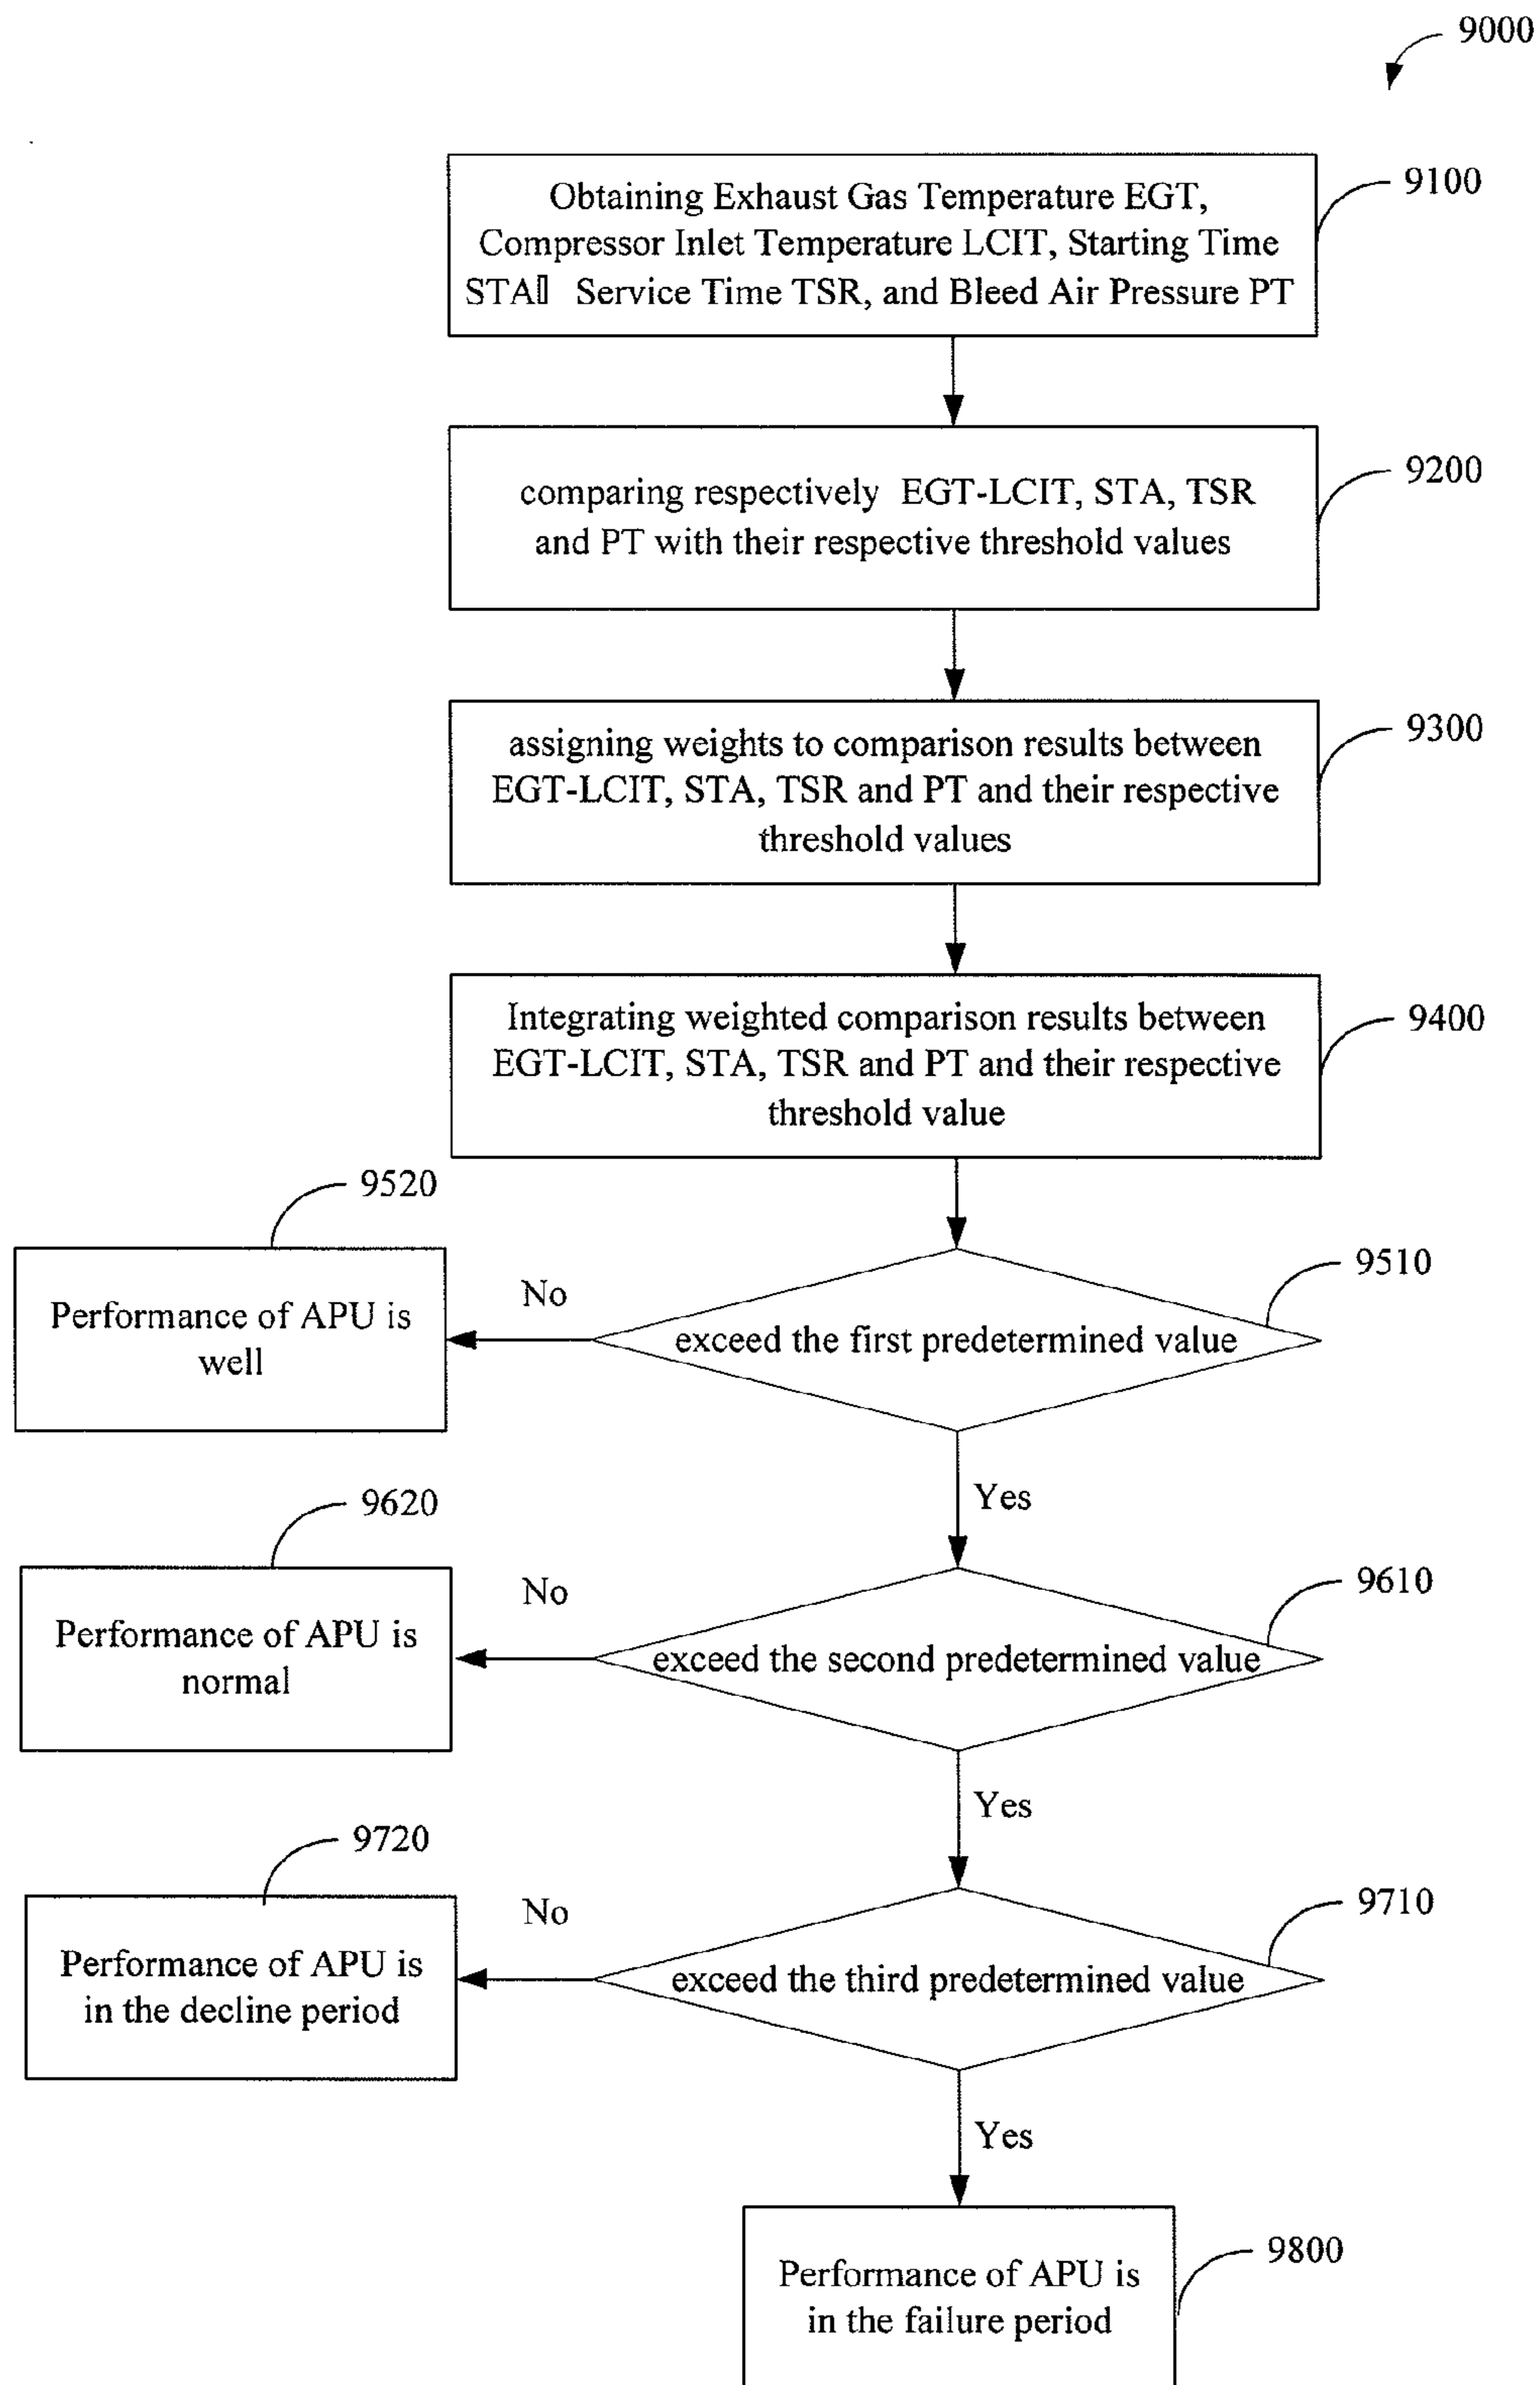 9000
Obtaining Exhaust Gas Temperature EGT,
Compressor Inlet Temperature LCIT, Starting Time
STA▯ Service Time TSR, and Bleed Air Pressure PT
9100
comparing respectively EGT-LCIT, STA, TSR
and PT with their respective threshold values
9200
assigning weights to comparison results between
EGT-LCIT, STA, TSR and PT and their respective
threshold values
9300
Integrating weighted comparison results between
EGT-LCIT, STA, TSR and PT and their respective
threshold value
9400
9520
Performance of APU is
well
No
exceed the first predetermined value
9510
Yes
9620
Performance of APU is
normal
No
exceed the second predetermined value
9610
Yes
9720
Performance of APU is
in the decline period
No
exceed the third predetermined value
9710
Yes
Performance of APU is
in the failure period
9800